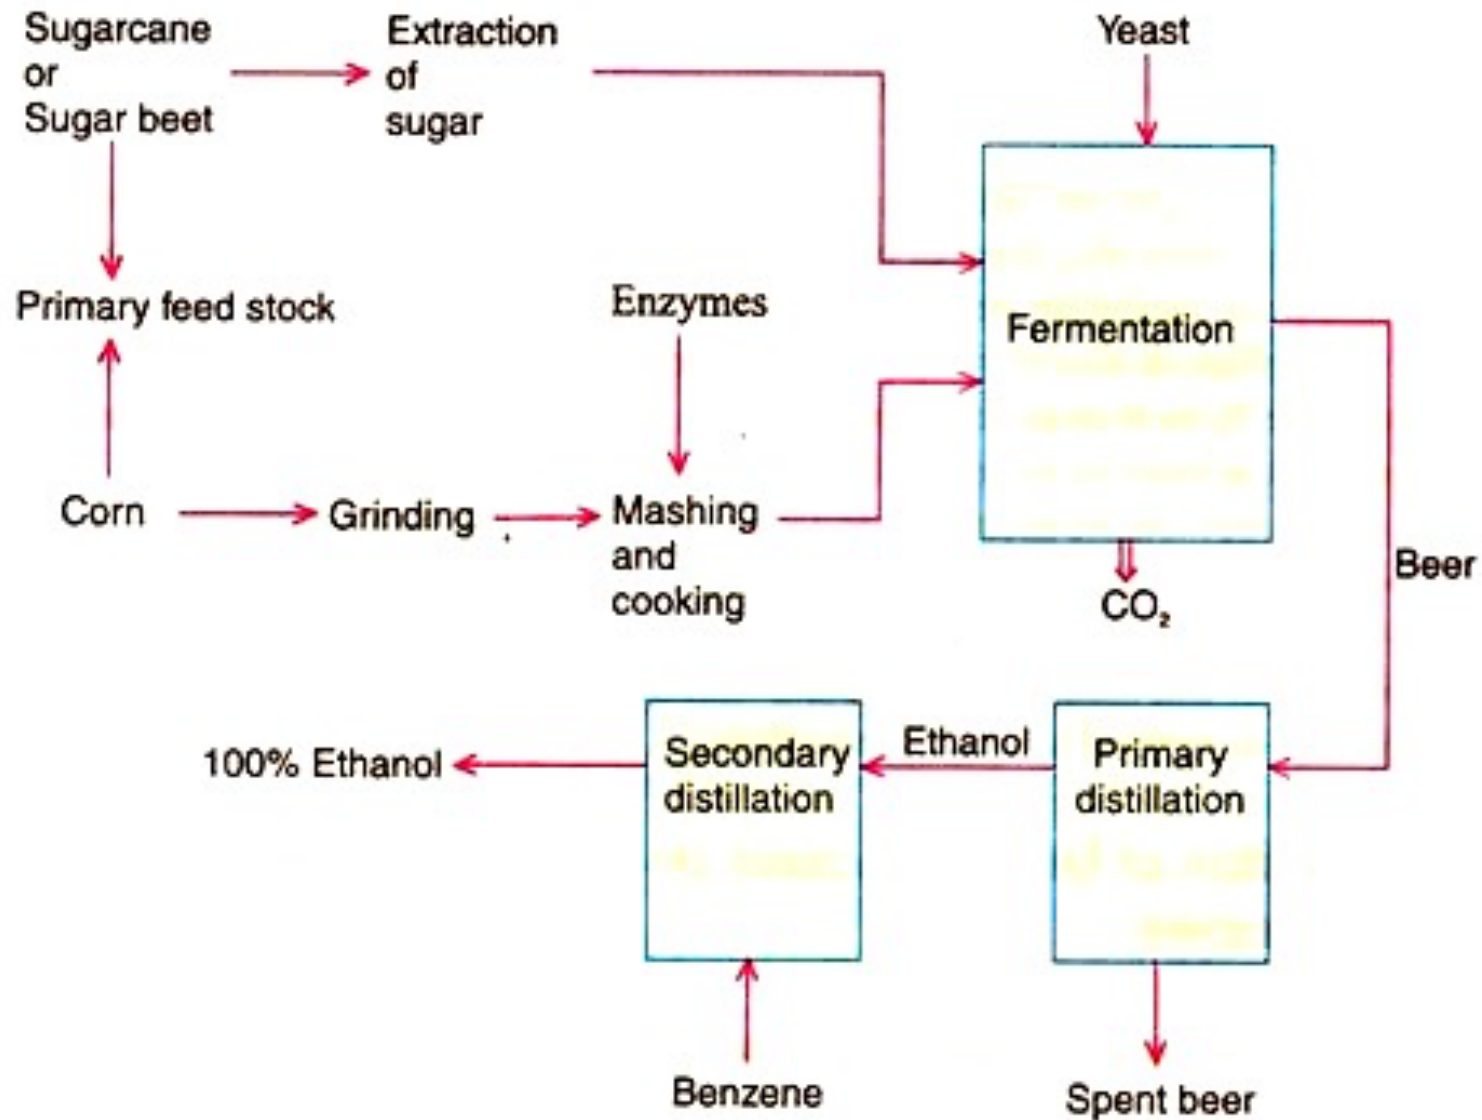 Sugarcane
or
Sugar beet
Extraction
of
sugar
Yeast
Primary feed stock
Enzymes
Fermentation
Corn
Grinding
Mashing
and
cooking
CO₂
Beer
100% Ethanol
Secondary
distillation
Ethanol
Primary
distillation
Benzene
Spent beer